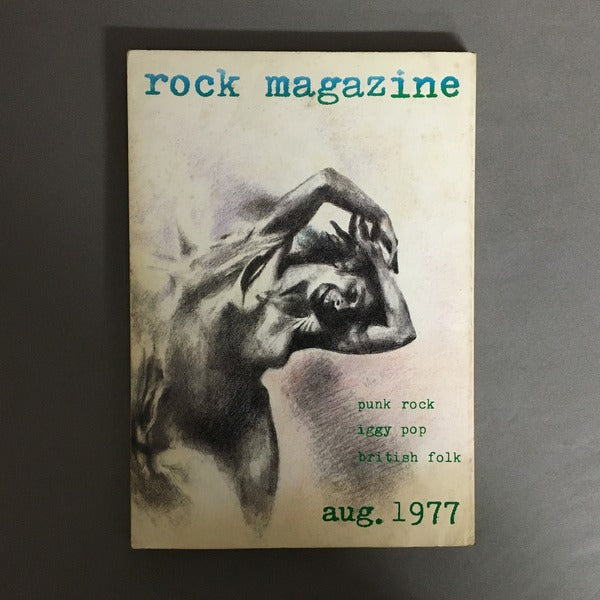 rock magazine
punk rock
iggy pop
british folk
aug. 1977